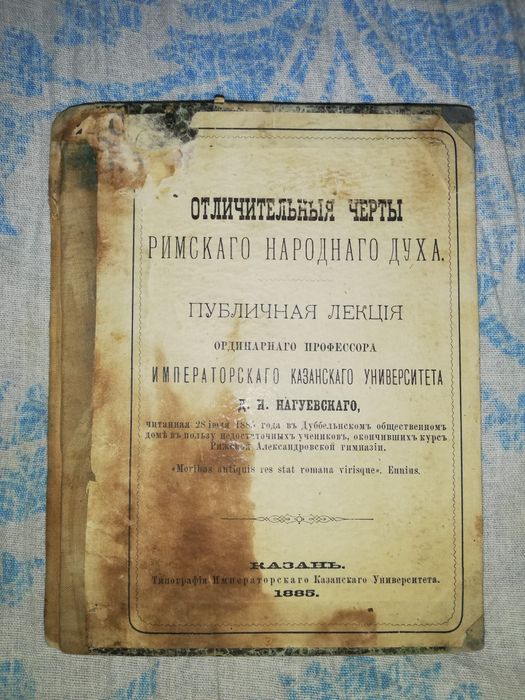 ОТЛИЧИТЕЛЬНЫЯ ЧЕРТЫ
РИМСКАГО НАРОДНАГО ДУХА.
ПУБЛИЧНАЯ ЛЕКЦІЯ
ОРДИНАРНАГО ПРОФЕССОРА
ИМПЕРАТОРСКАГО КАЗАНСКАГО УНИВЕРСИТЕТА
Д. И. НАГУЕВСКАГО,
читанная 28 іюля 1885 года въ Дуббельнскомъ общественномъ
домѣ въ пользу недостаточныхъ учениковъ, окончившихъ курсъ
Рижской Александровской гимназіи.
«Moribus antiquis res stat romana virisque». Ennius.
КАЗАНЬ.
Типографія Императорскаго Казанскаго Университета.
1885.